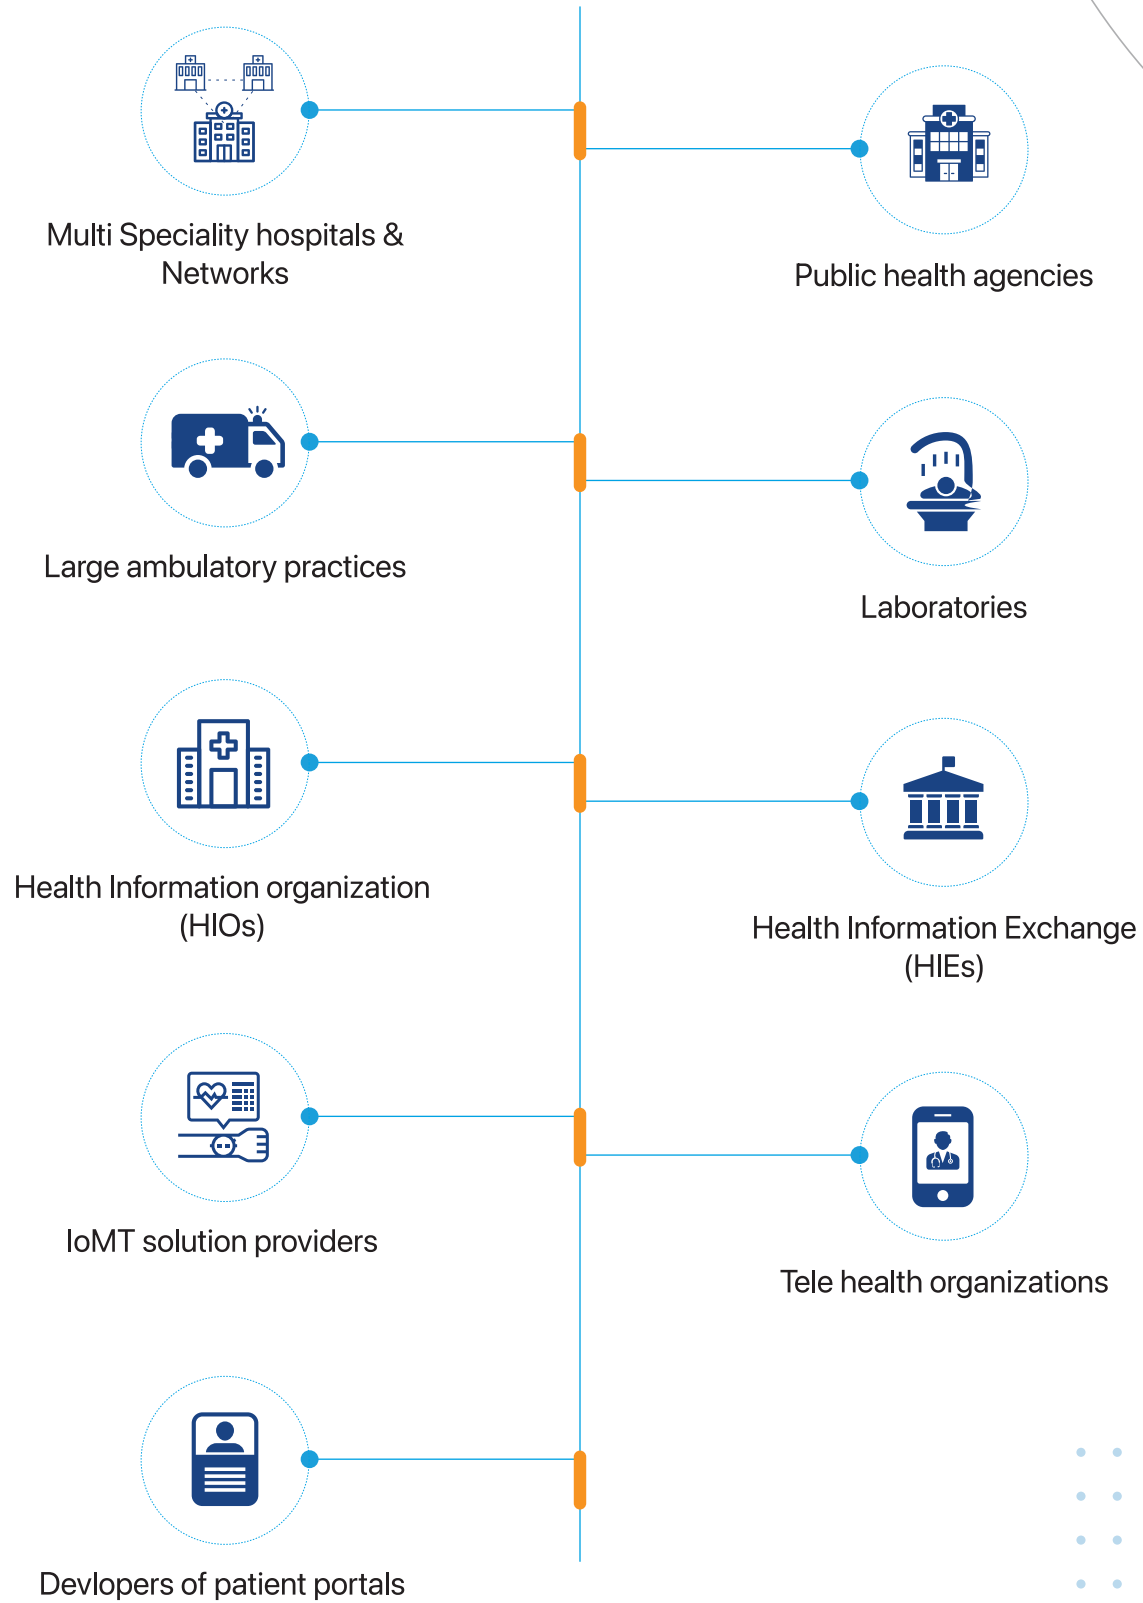 Multi Speciality hospitals &
Networks
Public health agencies
Large ambulatory practices
Laboratories
Health Information organization
(HIOs)
Health Information Exchange
(HIEs)
IoMT solution providers
Tele health organizations
Devlopers of patient portals